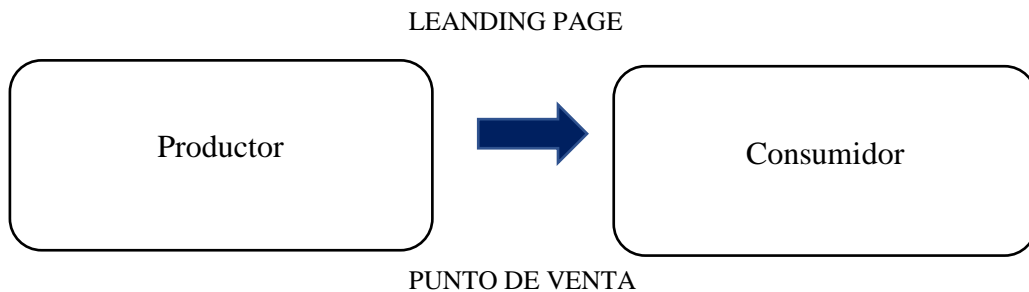 LEANDING PAGE
Productor
Consumidor
PUNTO DE VENTA